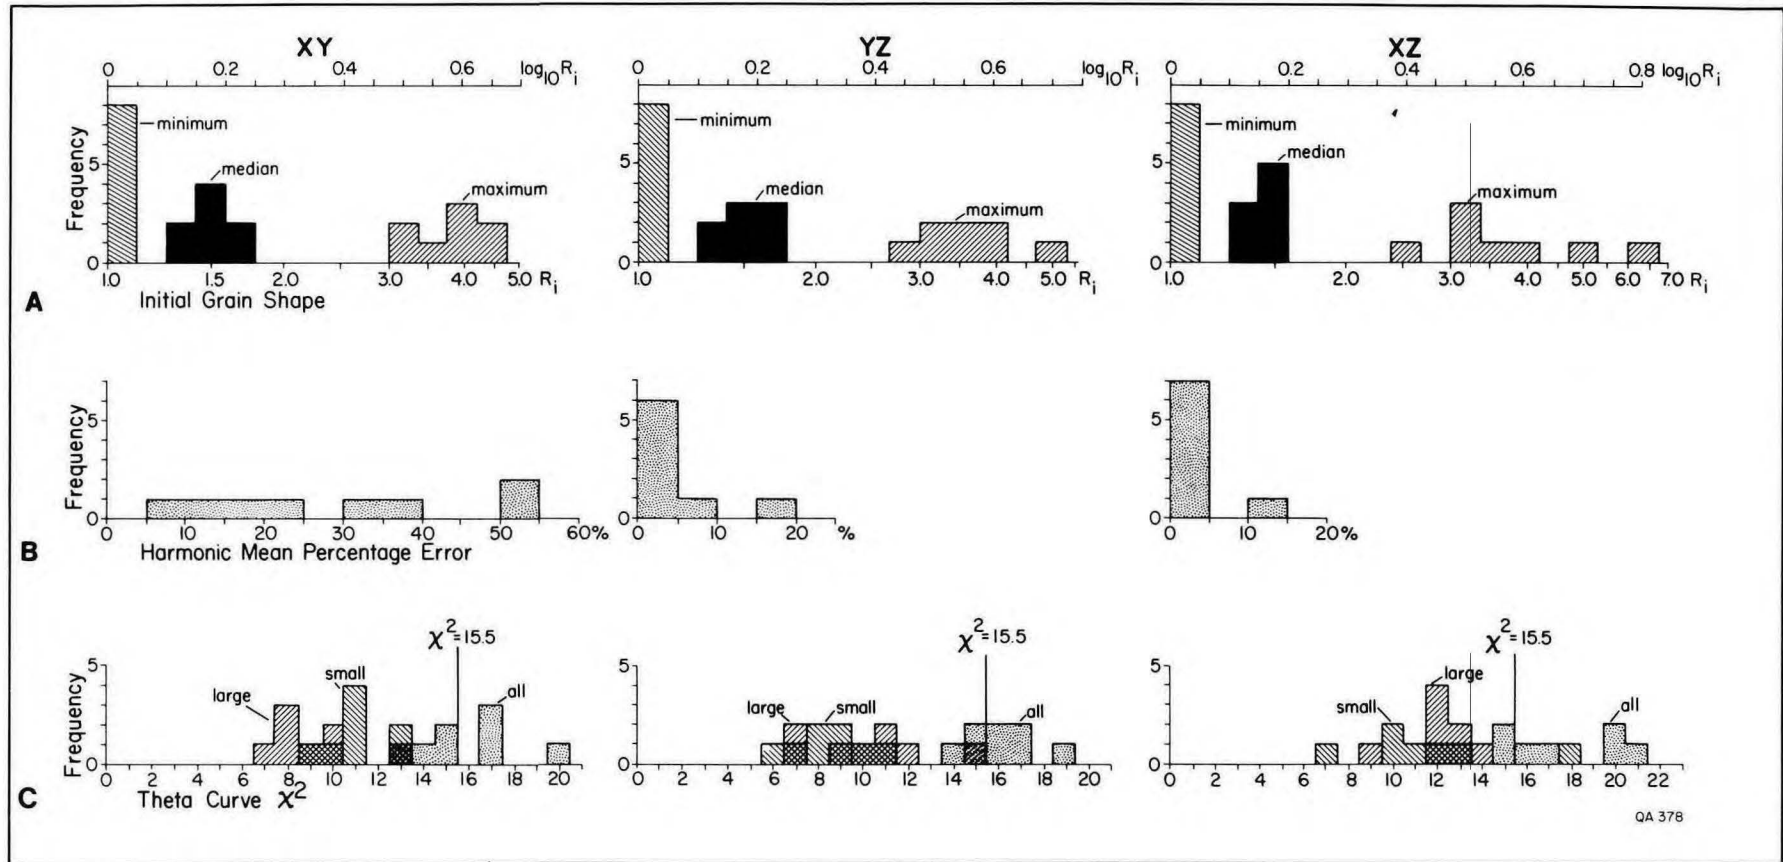 XY YZ XZ
0 0.2 0.4 0.6 log₁₀Rᵢ 0 0.2 0.4 0.6 0 0.2 0.4 0.6 0.8 log₁₀Rᵢ
minimum minimum minimum
Frequency 5 median maximum 5 median maximum 5 median maximum
0 0 0
1.0 1.5 2.0 3.0 4.0 5.0 Rᵢ 1.0 2.0 3.0 4.0 5.0 Rᵢ 1.0 2.0 3.0 4.0 5.0 6.0 7.0 Rᵢ
A Initial Grain Shape
Frequency 5 5 5
0 0 0
0 10 20 30 40 50 60% 0 10 20 % 0 10 20%
B Harmonic Mean Percentage Error
χ²=15.5 χ²=15.5 χ²=15.5
Frequency 5 large small all 5 large small all 5 small large all
0 0 0
0 2 4 6 8 10 12 14 16 18 20 0 2 4 6 8 10 12 14 16 18 20 0 2 4 6 8 10 12 14 16 18 20 22
C Theta Curve χ²
QA 378